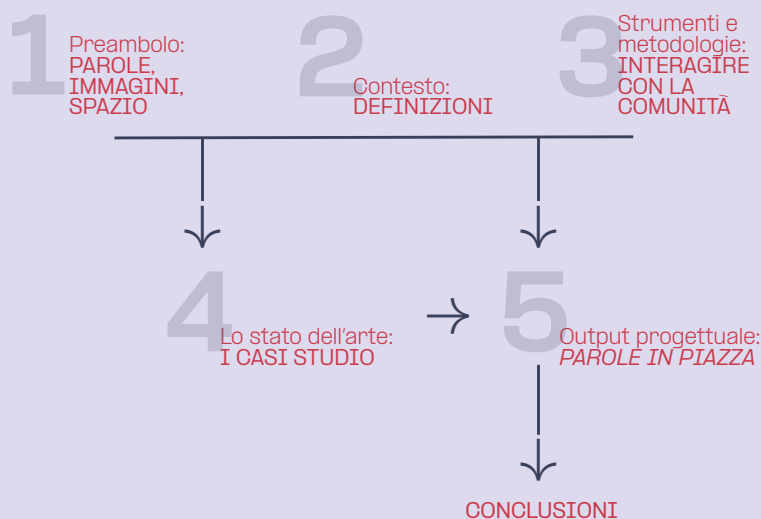 1
Preambolo:
PAROLE,
IMMAGINI,
SPAZIO
2
Contesto:
DEFINIZIONI
3
Strumenti e
metodologie:
INTERAGIRE
CON LA
COMUNITÀ
4
Lo stato dell'arte:
I CASI STUDIO
5
Output progettuale:
PAROLE IN PIAZZA
CONCLUSIONI